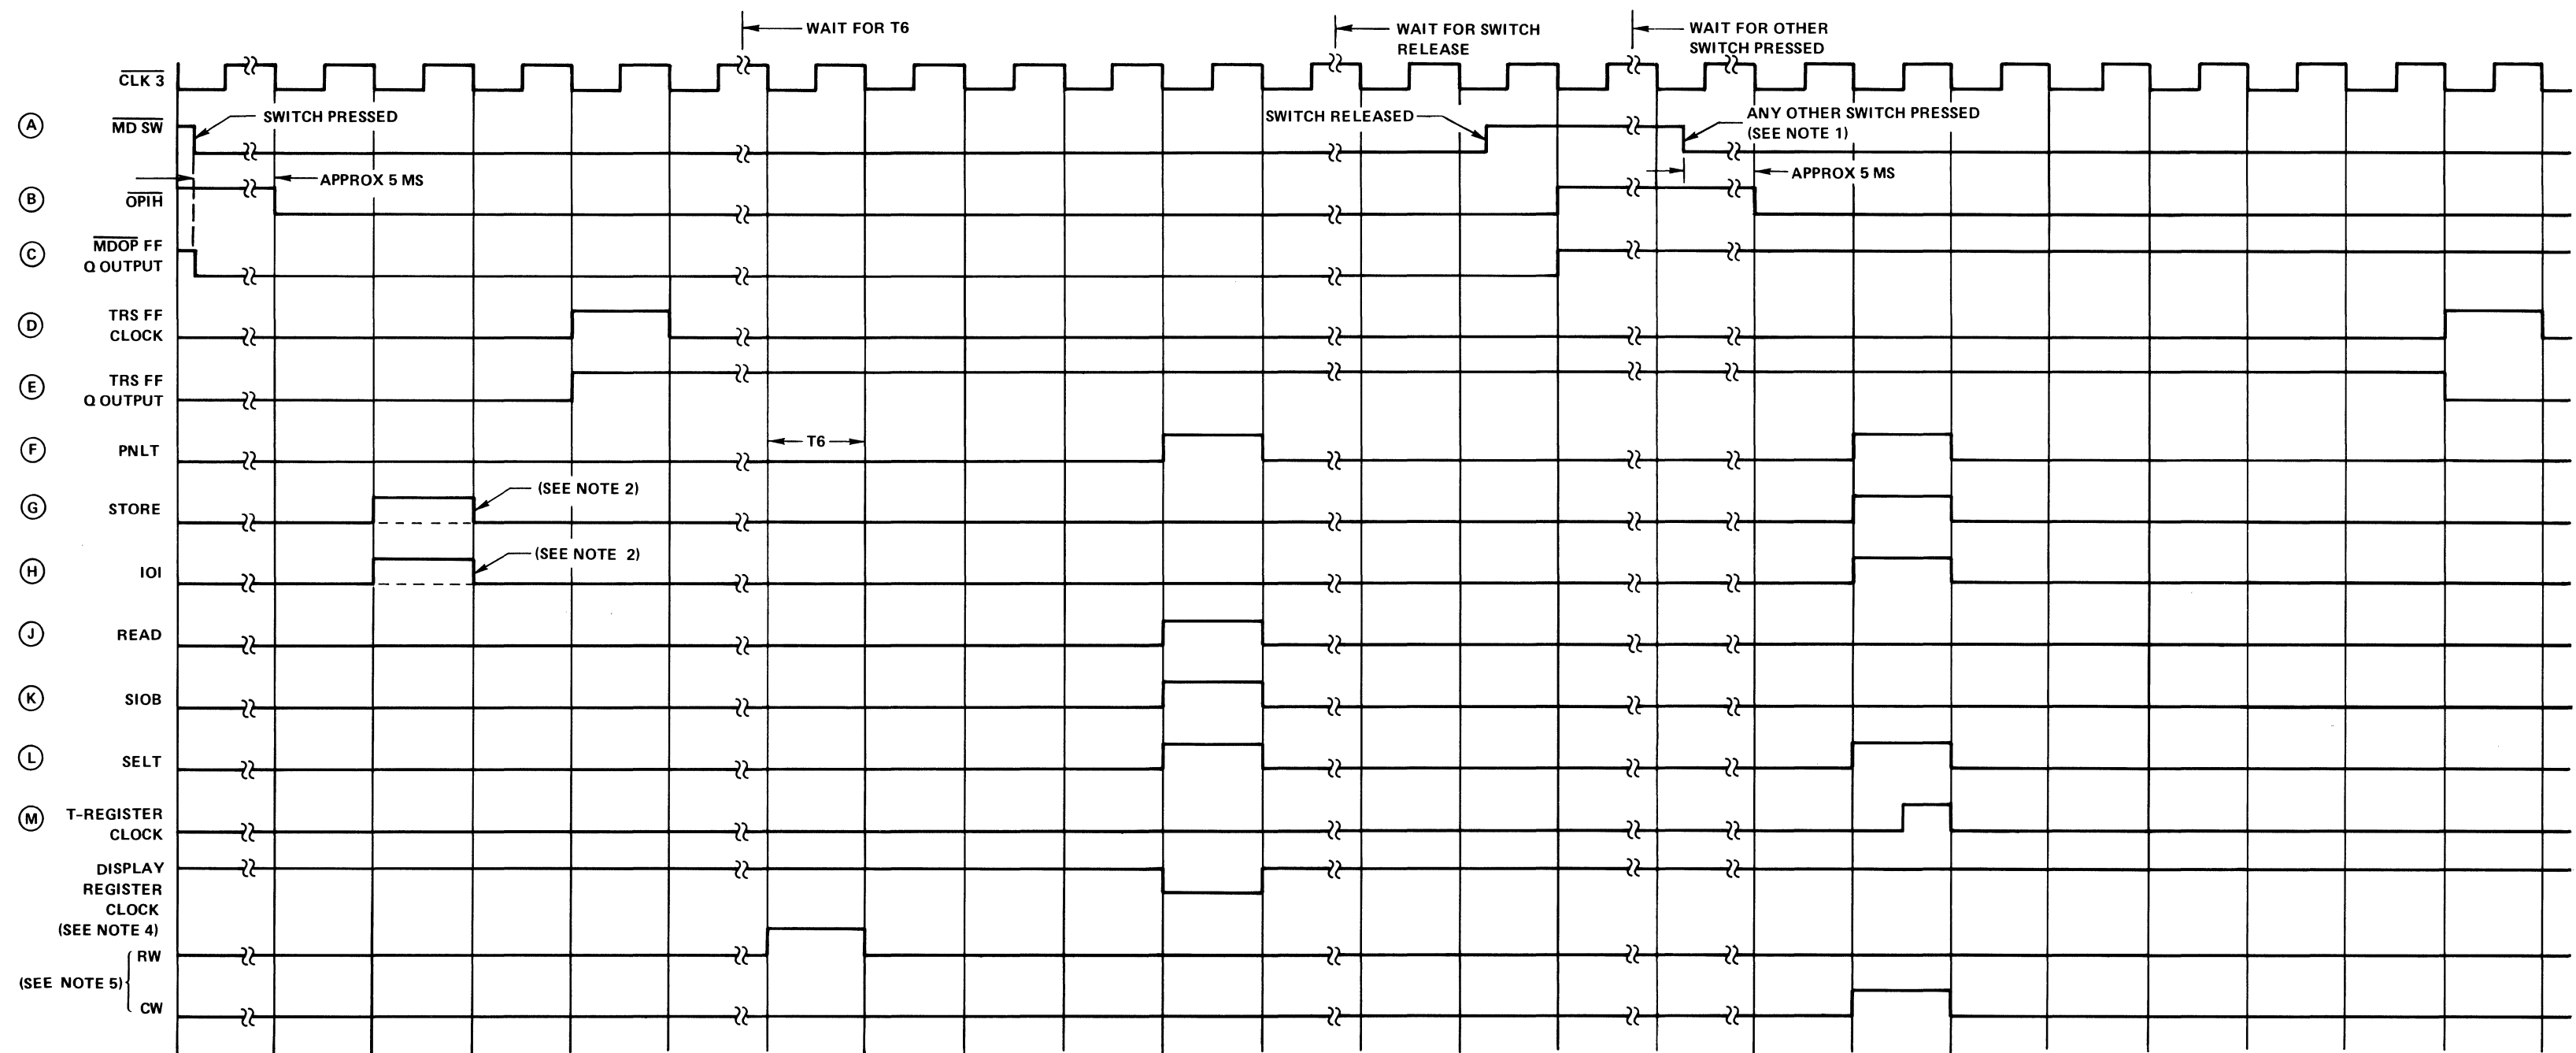 WAIT FOR T6
WAIT FOR SWITCH
RELEASE
WAIT FOR OTHER
SWITCH PRESSED
CLK 3
A
MD SW
SWITCH PRESSED
SWITCH RELEASED
ANY OTHER SWITCH PRESSED
(SEE NOTE 1)
APPROX 5 MS
APPROX 5 MS
B
OPIH
C
MDOP FF
Q OUTPUT
D
TRS FF
CLOCK
E
TRS FF
Q OUTPUT
F
PNLT
T6
G
STORE
(SEE NOTE 2)
H
IOI
(SEE NOTE 2)
J
READ
K
SIOB
L
SELT
M
T-REGISTER
CLOCK
DISPLAY
REGISTER
CLOCK
(SEE NOTE 4)
RW
(SEE NOTE 5)
CW